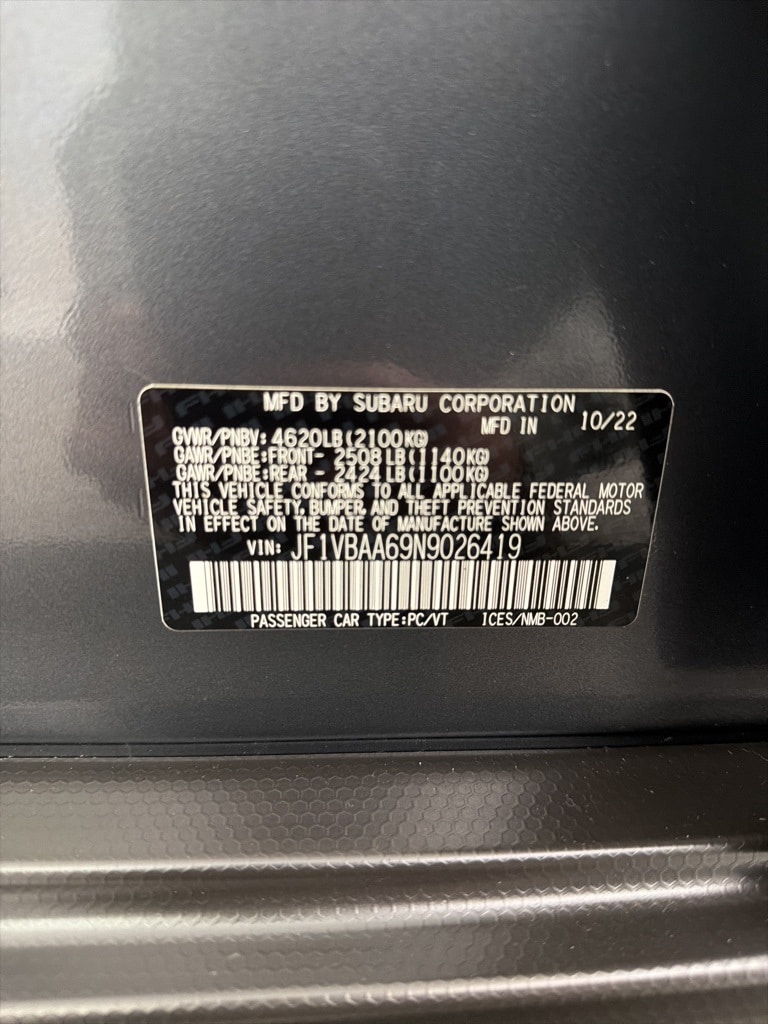 MFD BY SUBARU CORPORATION
MFD IN 10/22
GVWR/PNBV: 4620LB(2100KG)
GAWR/PNBE:FRONT- 2508LB(1140KG)
GAWR/PNBE:REAR - 2424LB(1100KG)
THIS VEHICLE CONFORMS TO ALL APPLICABLE FEDERAL MOTOR
VEHICLE SAFETY, BUMPER, AND THEFT PREVENTION STANDARDS
IN EFFECT ON THE DATE OF MANUFACTURE SHOWN ABOVE.
VIN: JF1VBAA69N9026419
PASSENGER CAR TYPE:PC/VT ICES/NMB-002